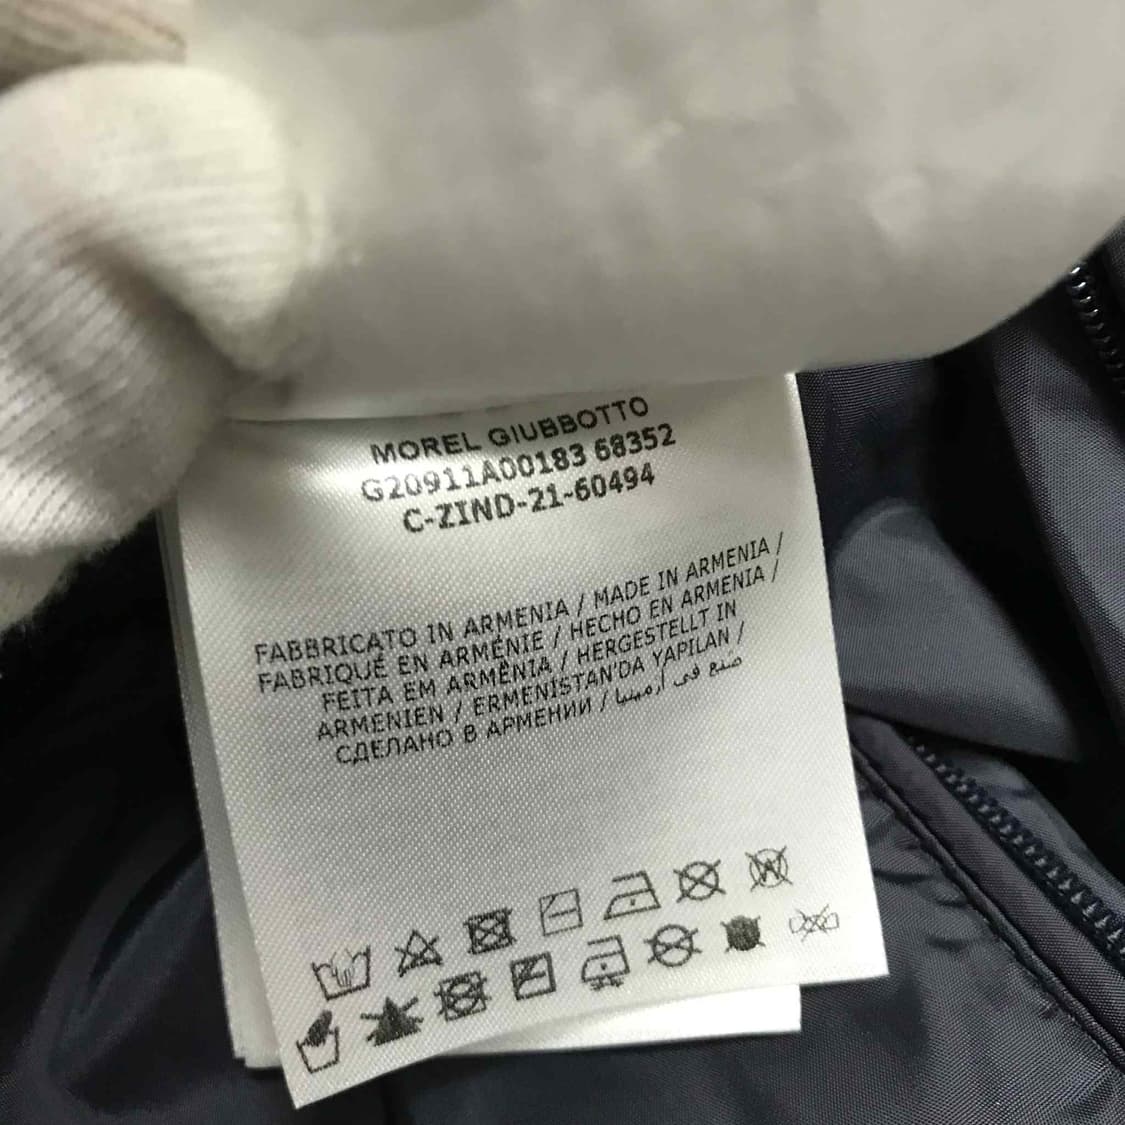 MOREL GIUBBOTTO
G20911A00183 68352
C-ZIND-21-60494
FABBRICATO IN ARMENIA / MADE IN ARMENIA /
FABRIQUÉ EN ARMÉNIE / HECHO EN ARMENIA /
FEITA EM ARMÊNIA / HERGESTELLT IN
ARMENIEN / ERMENISTAN'DA YAPILAN /
СДЕЛАНО В АРМЕНИИ / صنع في أرمينيا
W